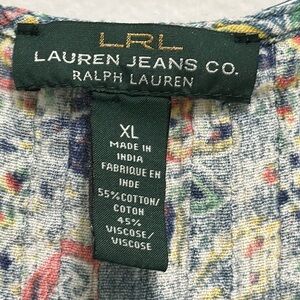 LRL
LAUREN JEANS CO.
RALPH LAUREN
XL
MADE IN
INDIA
FABRIQUE EN
INDE
55% COTTON/
COTON
45%
VISCOSE/
VISCOSE